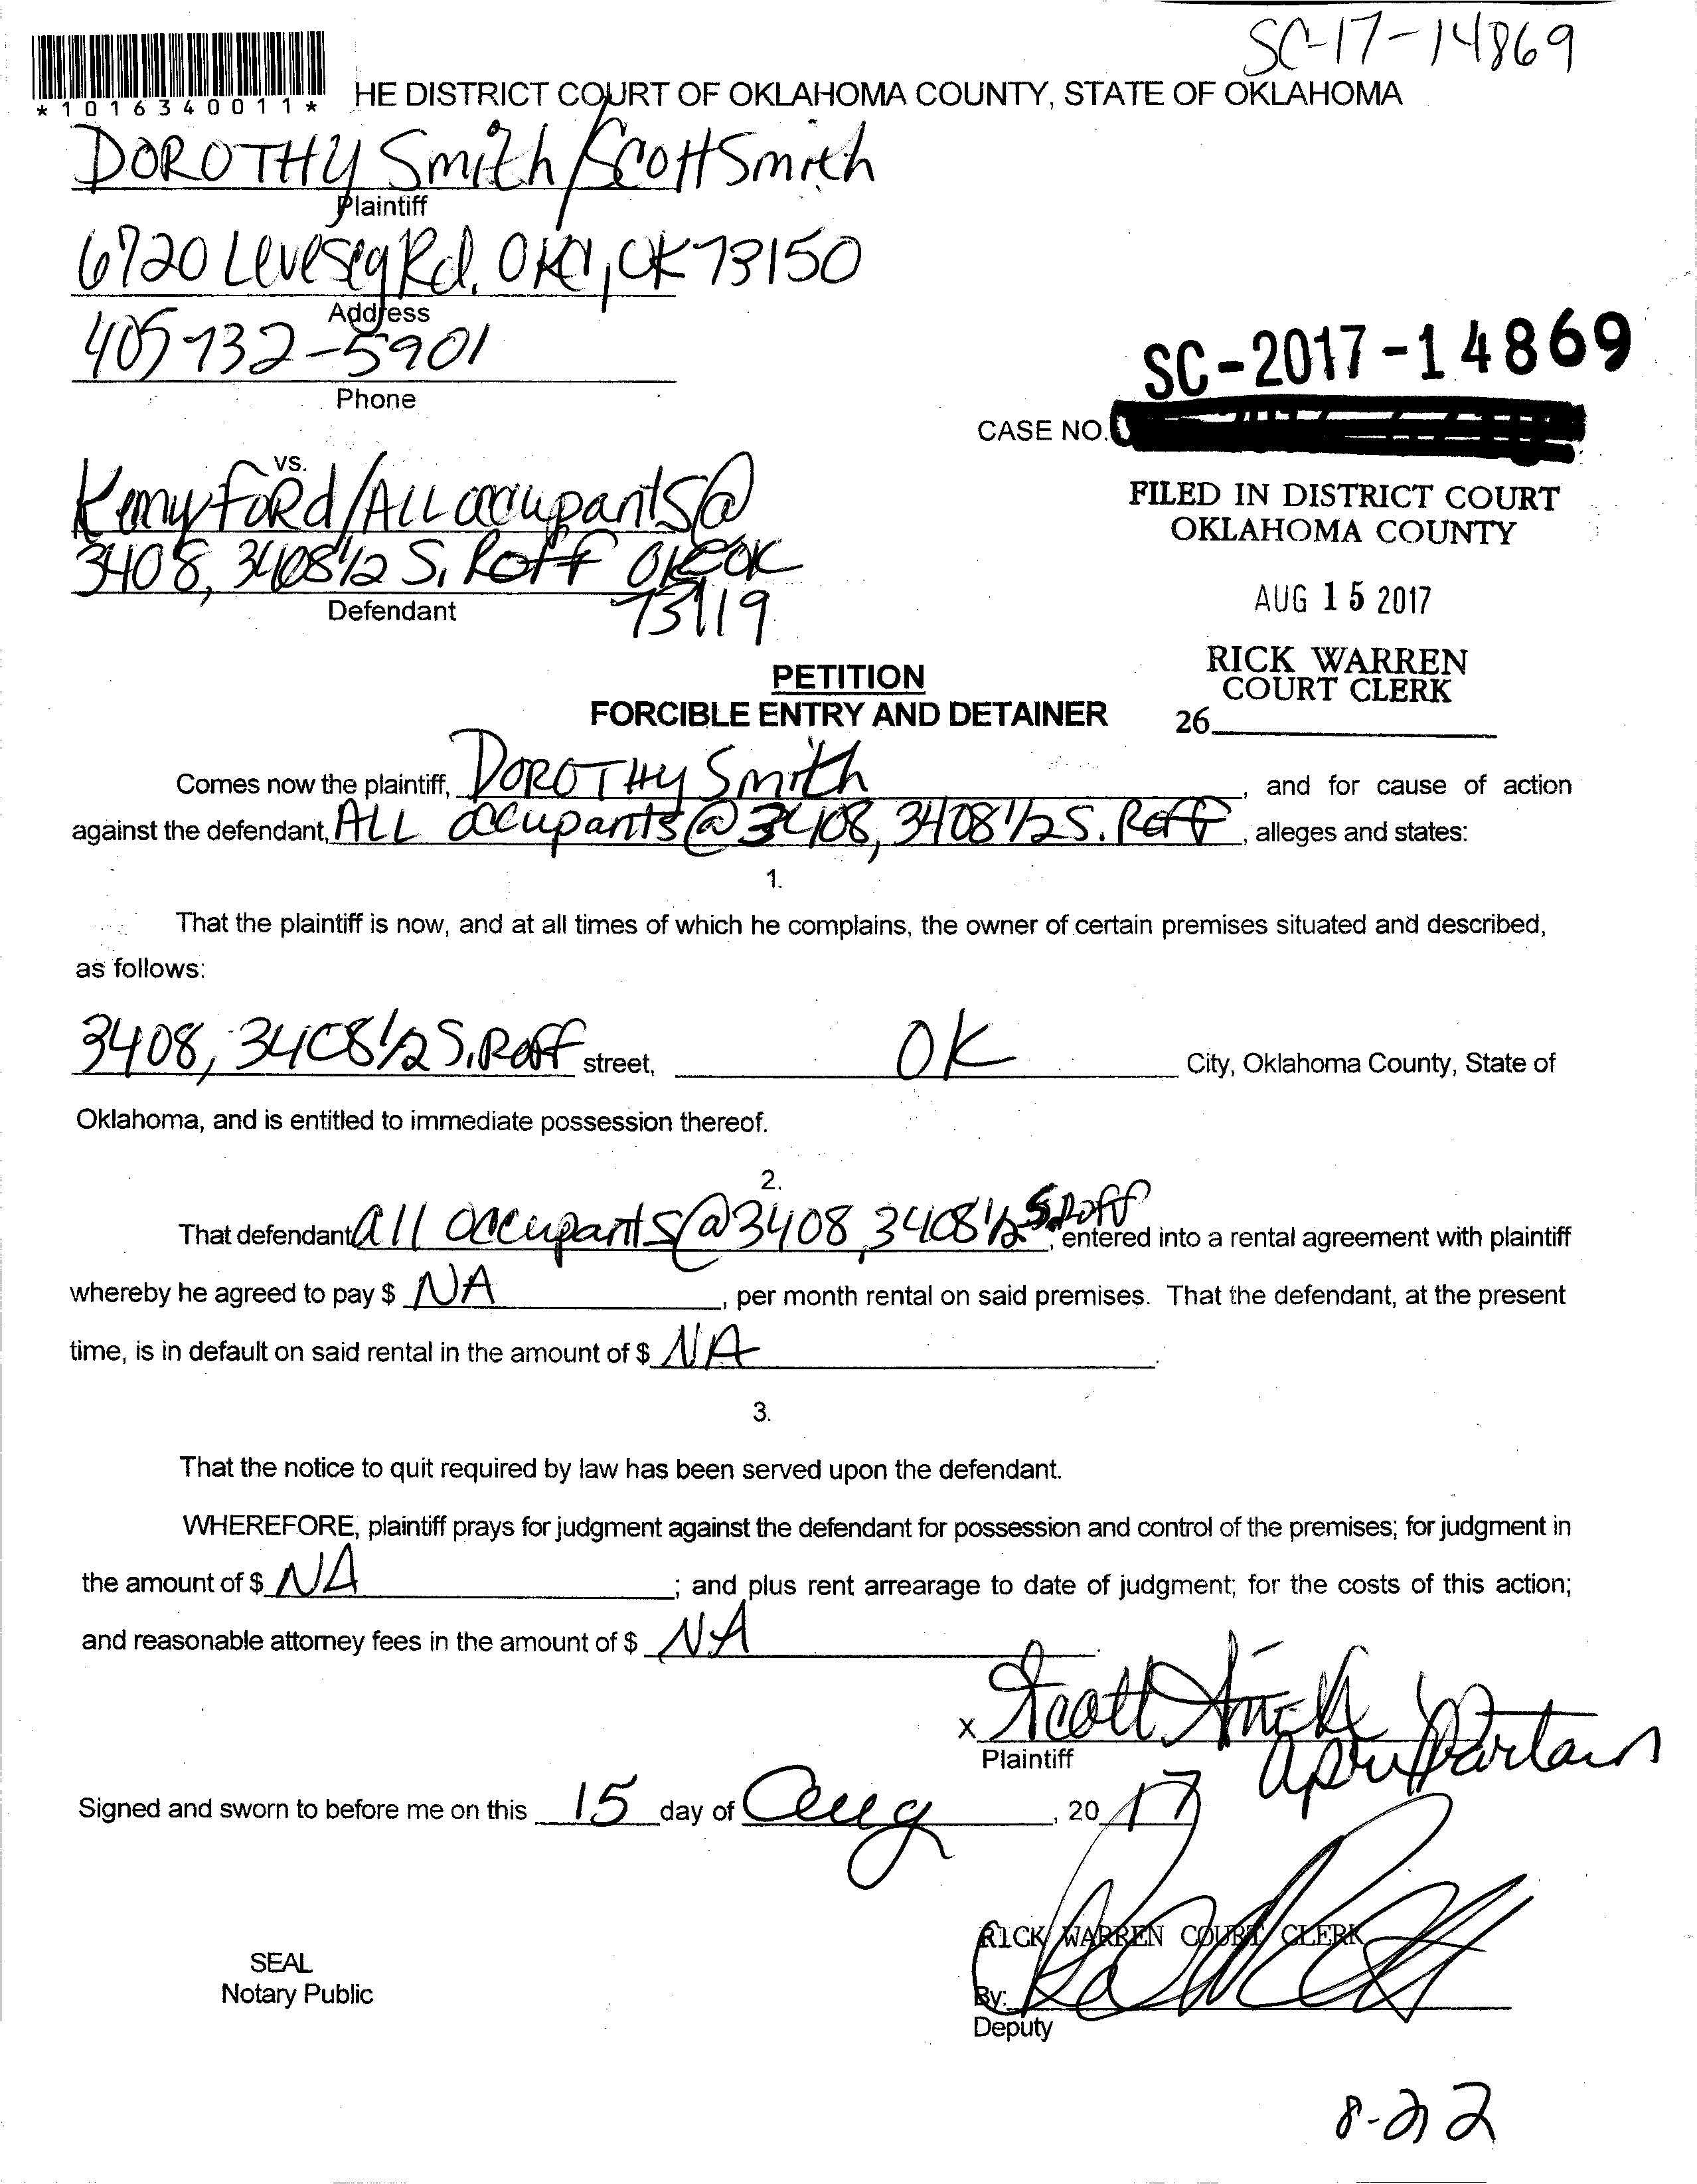 SC-17-14869
*1016340011*
HE DISTRICT COURT OF OKLAHOMA COUNTY, STATE OF OKLAHOMA
DOROTHY Smith/Scott Smith
Plaintiff
6720 Rd. OKC, OK 73150
Address
405 732-5901
Phone
SC-2017-14869
CASE NO.
vs.
Ford/ALL occupants@
3408, 3408 1/2 S. Roff OKC OK
73119
Defendant
FILED IN DISTRICT COURT
OKLAHOMA COUNTY
AUG 15 2017
RICK WARREN
COURT CLERK
26
PETITION
FORCIBLE ENTRY AND DETAINER
Comes now the plaintiff, DOROTHY Smith, and for cause of action
against the defendant, ALL occupants@3408, 3408 1/2 S. Roff, alleges and states:
1.
That the plaintiff is now, and at all times of which he complains, the owner of certain premises situated and described,
as follows:
3408, 3408 1/2 S. Roff street, OK City, Oklahoma County, State of
Oklahoma, and is entitled to immediate possession thereof.
2.
That defendant all occupants@3408, 3408 1/2 S. Roff, entered into a rental agreement with plaintiff
whereby he agreed to pay $ NA, per month rental on said premises. That the defendant, at the present
time, is in default on said rental in the amount of $ NA.
3.
That the notice to quit required by law has been served upon the defendant.
WHEREFORE, plaintiff prays for judgment against the defendant for possession and control of the premises; for judgment in
the amount of $ NA; and plus rent arrearage to date of judgment; for the costs of this action;
and reasonable attorney fees in the amount of $ NA.
X Scott Smith
Plaintiff
Signed and sworn to before me on this 15 day of Aug, 2017
RICK WARREN COURT CLERK
SEAL
Notary Public
By:
Deputy
8-22